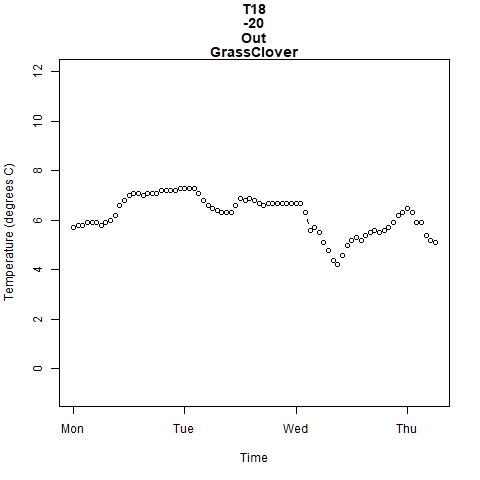 T18
-20
Out
GrassClover
Temperature (degrees C)
12
10
8
6
4
2
0
Mon Tue Wed Thu
Time